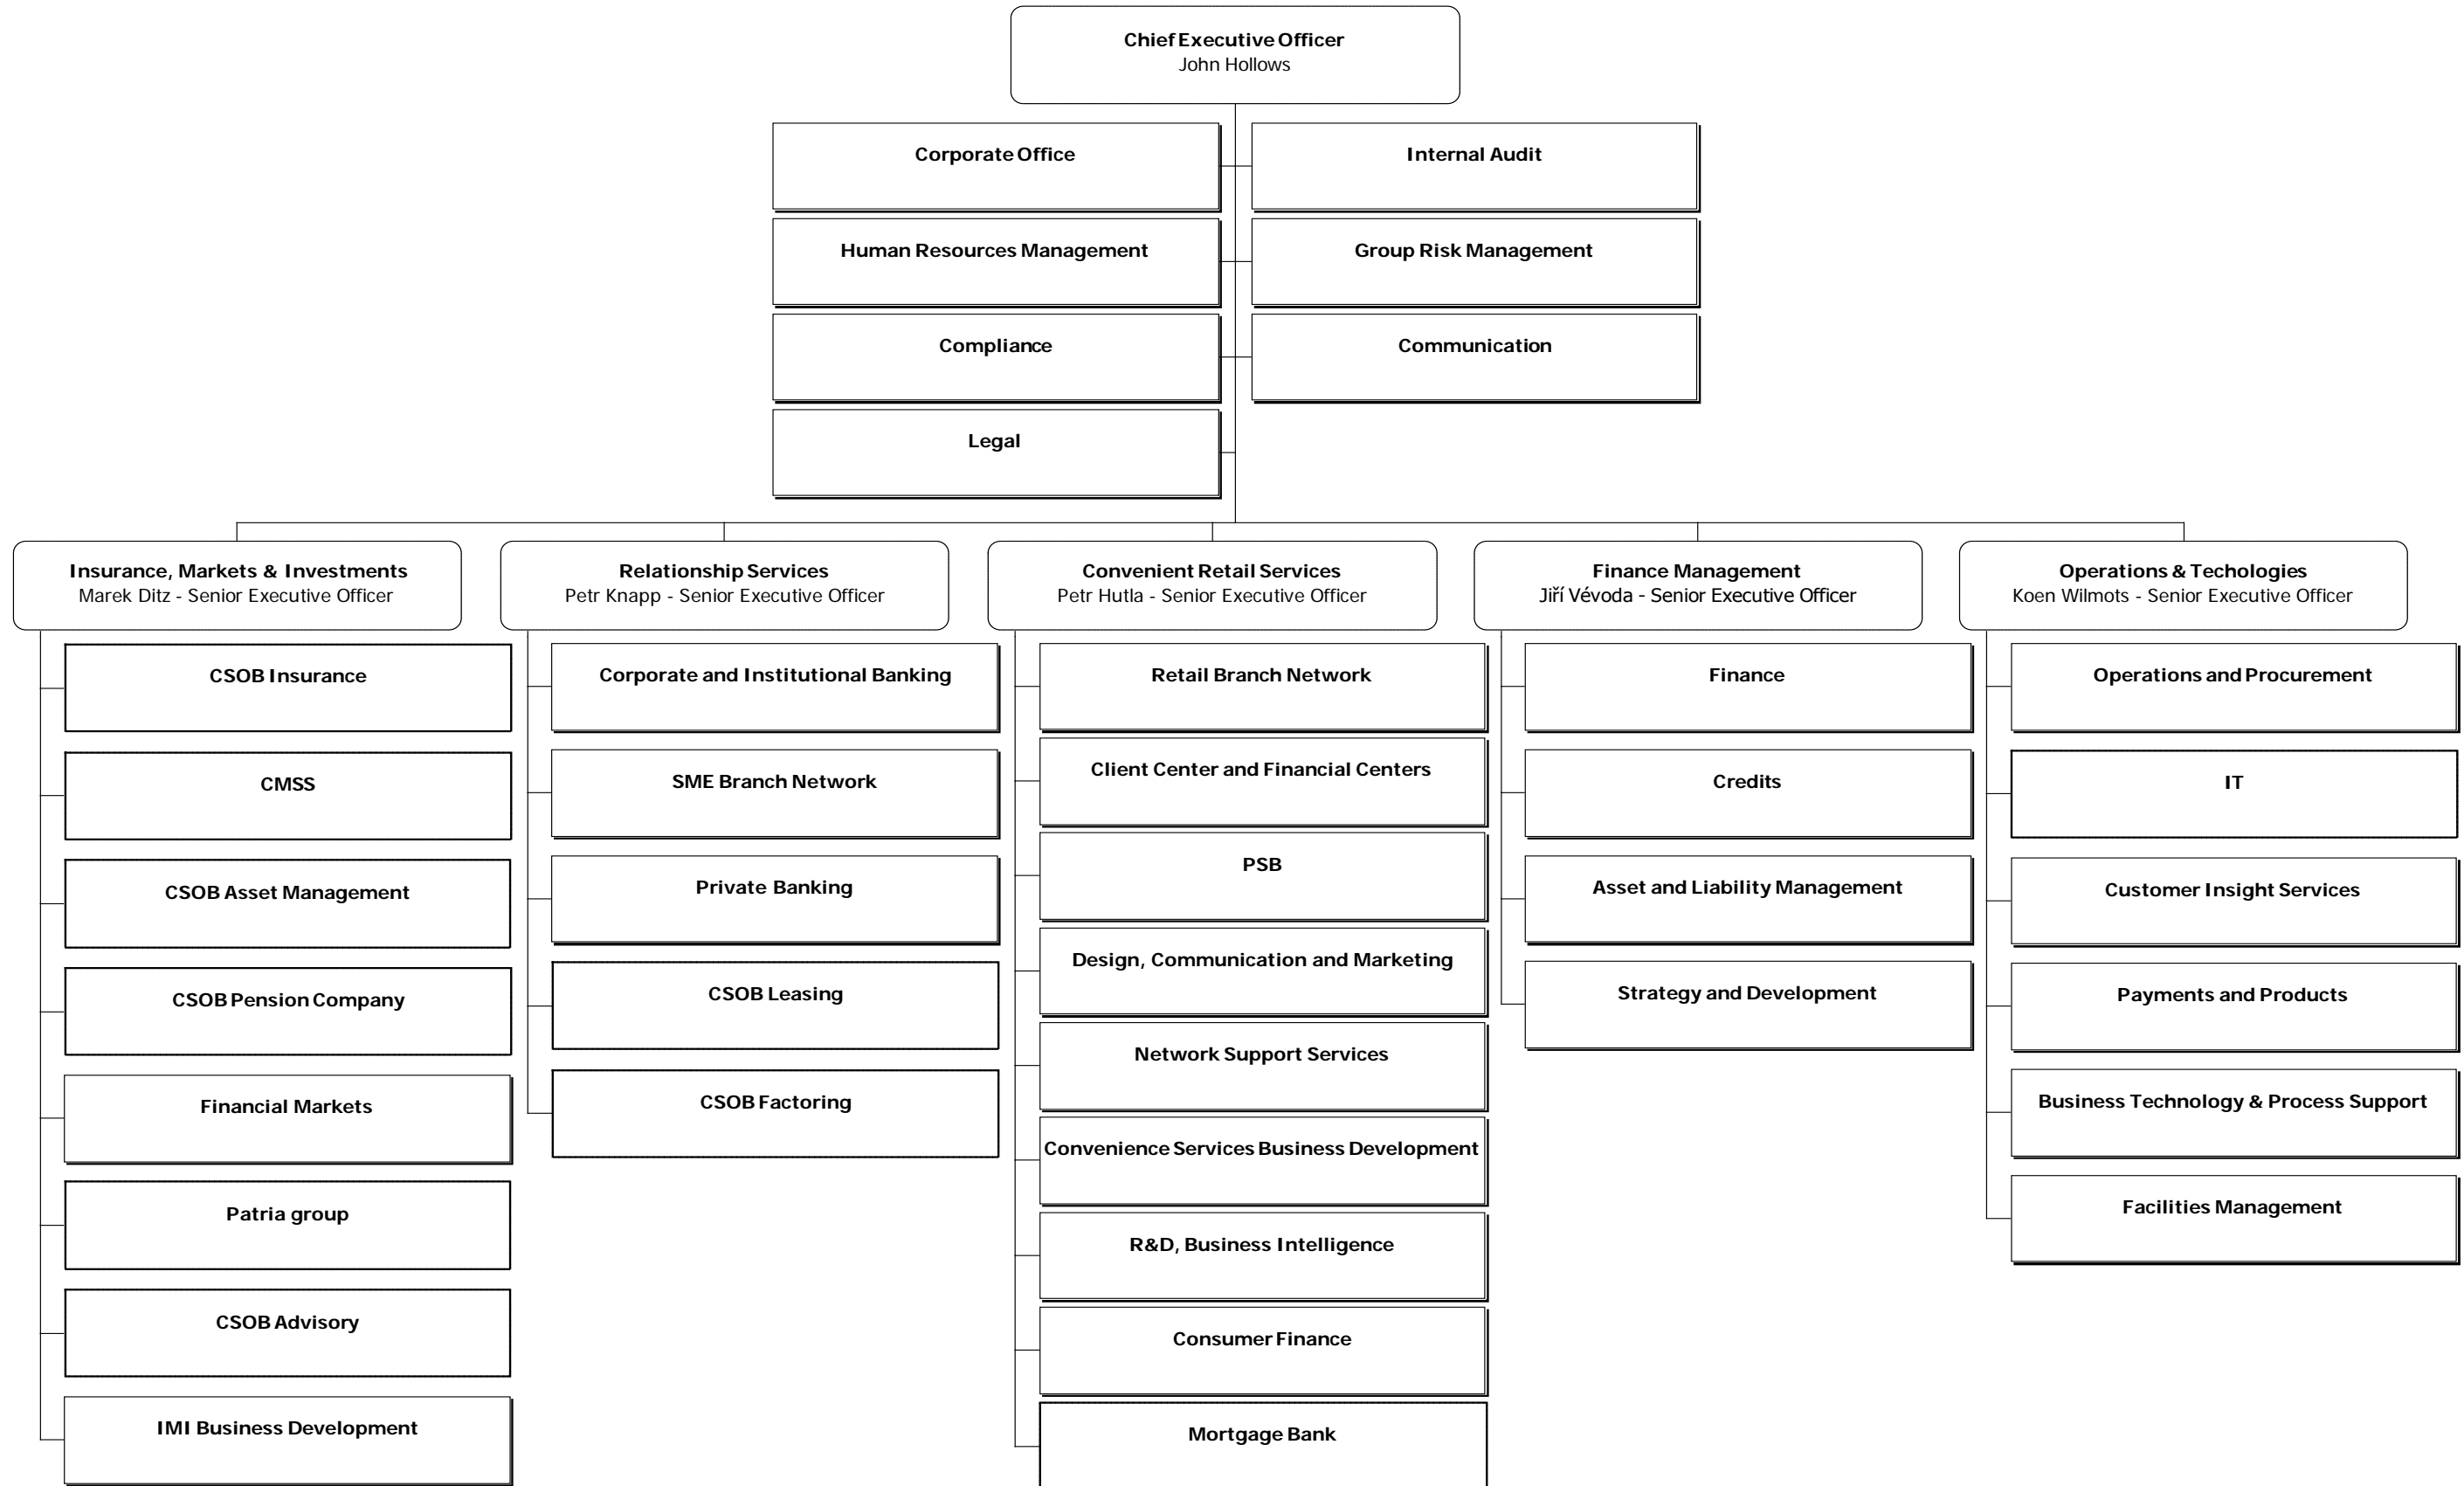 Chief Executive Officer
John Hollows
Corporate Office
Internal Audit
Human Resources Management
Group Risk Management
Compliance
Communication
Legal
Insurance, Markets & Investments
Marek Ditz - Senior Executive Officer
CSOB Insurance
CMSS
CSOB Asset Management
CSOB Pension Company
Financial Markets
Patria group
CSOB Advisory
IMI Business Development
Relationship Services
Petr Knapp - Senior Executive Officer
Corporate and Institutional Banking
SME Branch Network
Private Banking
CSOB Leasing
CSOB Factoring
Convenient Retail Services
Petr Hutla - Senior Executive Officer
Retail Branch Network
Client Center and Financial Centers
PSB
Design, Communication and Marketing
Network Support Services
Convenience Services Business Development
R&D, Business Intelligence
Consumer Finance
Mortgage Bank
Finance Management
Jiří Vévoda - Senior Executive Officer
Finance
Credits
Asset and Liability Management
Strategy and Development
Operations & Techologies
Koen Wilmots - Senior Executive Officer
Operations and Procurement
IT
Customer Insight Services
Payments and Products
Business Technology & Process Support
Facilities Management